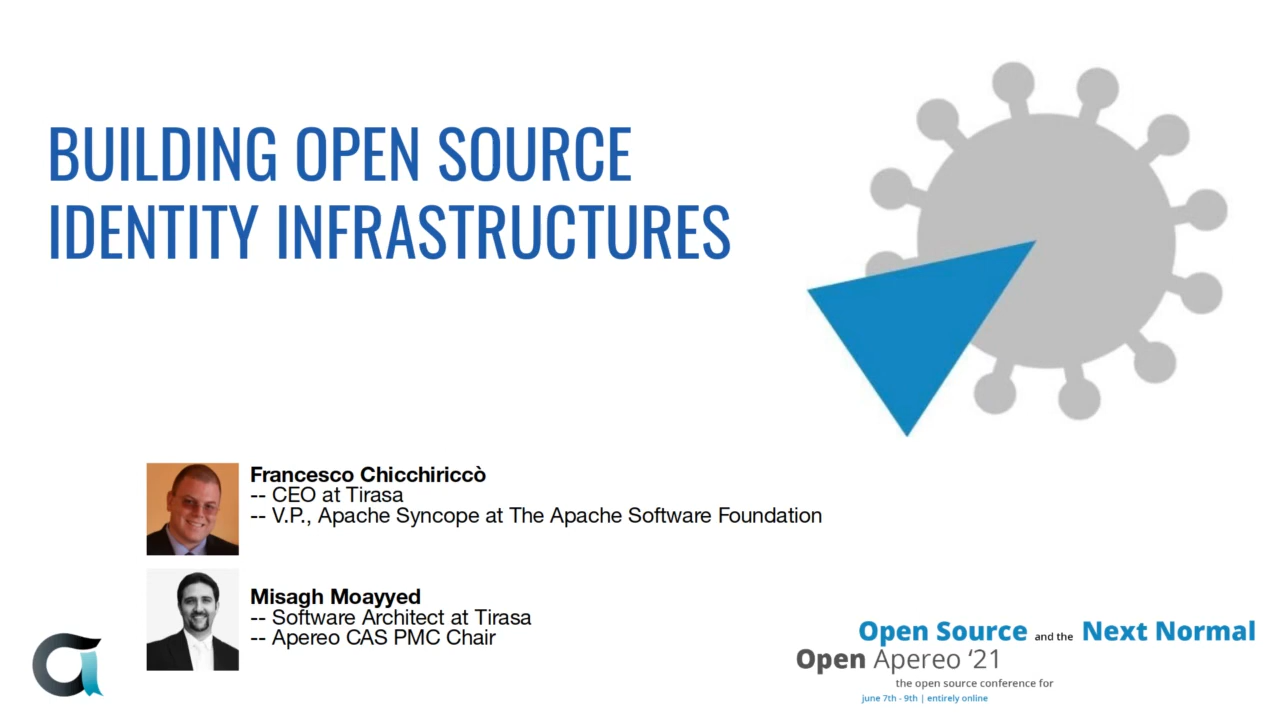 BUILDING OPEN SOURCE
IDENTITY INFRASTRUCTURES
Francesco Chicchiriccò
-- CEO at Tirasa
-- V.P., Apache Syncope at The Apache Software Foundation
Misagh Moayyed
-- Software Architect at Tirasa
-- Apereo CAS PMC Chair
Open Source and the Next Normal
Open Apereo ‘21
the open source conference for
june 7th - 9th | entirely online